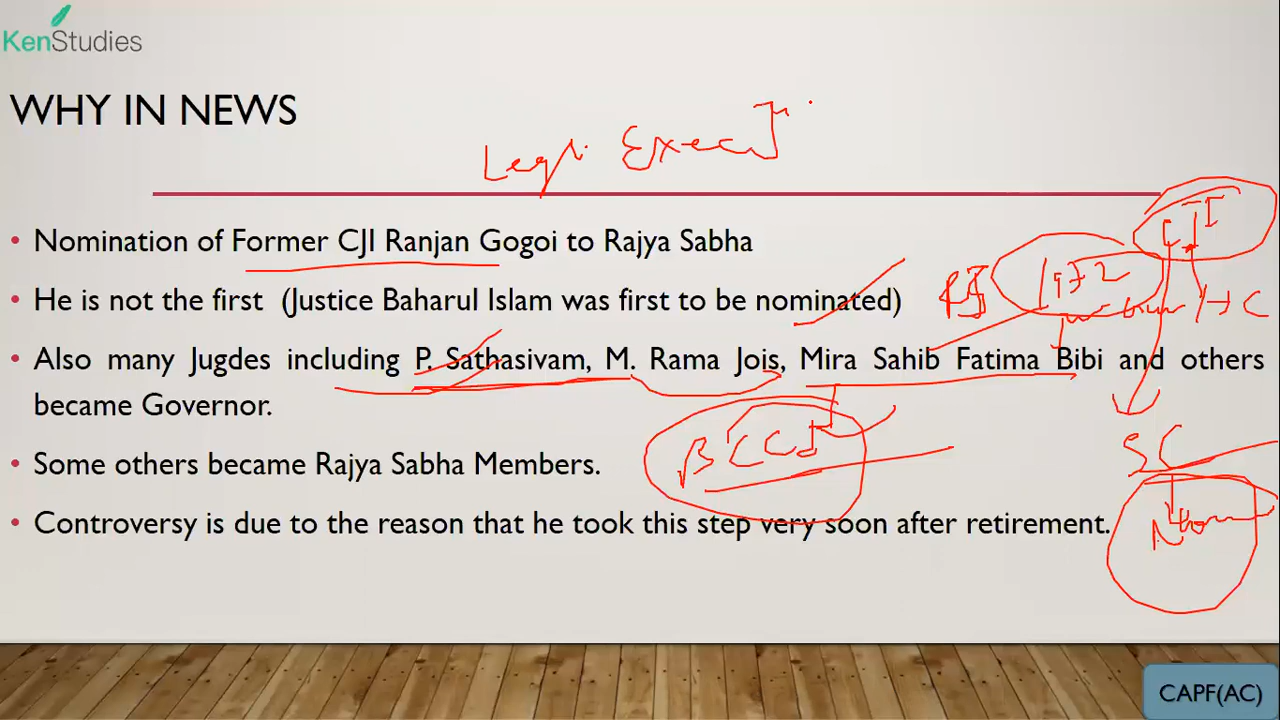 KenStudies
WHY IN NEWS
Legi. Execu
• Nomination of Former CJI Ranjan Gogoi to Rajya Sabha
• He is not the first (Justice Baharul Islam was first to be nominated)
1972
• Also many Jugdes including P. Sathasivam, M. Rama Jois, Mira Sahib Fatima Bibi and others
became Governor.
SC
• Some others became Rajya Sabha Members.
• Controversy is due to the reason that he took this step very soon after retirement.
CAPF(AC)